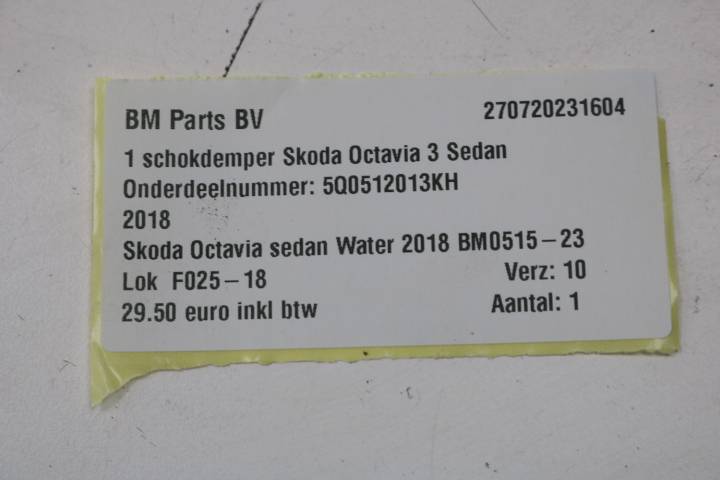 BM Parts BV 270720231604
1 schokdemper Skoda Octavia 3 Sedan
Onderdeelnummer: 5Q0512013KH
2018
Skoda Octavia sedan Water 2018 BM0515-23
Lok F025-18 Verz: 10
29.50 euro inkl btw Aantal: 1